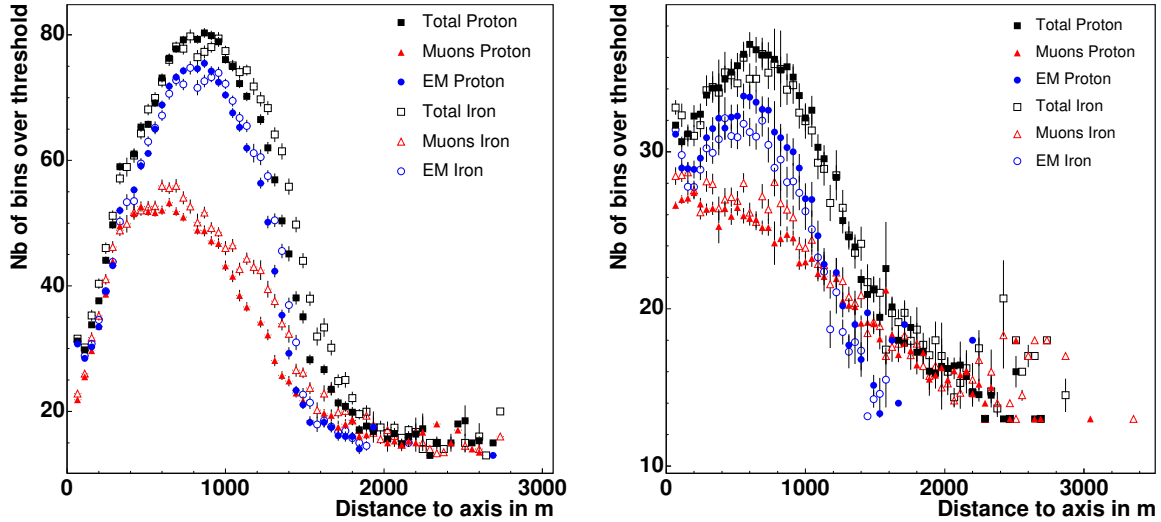 Nb of bins over threshold
80
60
40
20
0
1000
2000
3000
Distance to axis in m
Total Proton
Muons Proton
EM Proton
Total Iron
Muons Iron
EM Iron
Nb of bins over threshold
30
20
10
0
1000
2000
3000
Distance to axis in m
Total Proton
Muons Proton
EM Proton
Total Iron
Muons Iron
EM Iron